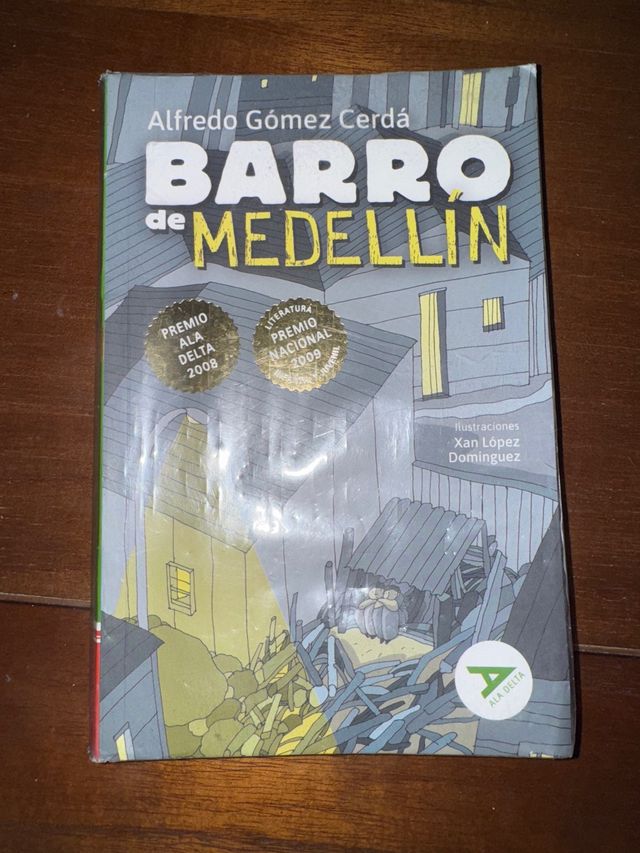 Alfredo Gómez Cerdá
BARRO
de MEDELLÍN
PREMIO
ALA
DELTA
2008
LITERATURA
PREMIO
NACIONAL
2009
JUVENIL
Ilustraciones
Xan López
Domínguez
ALA DELTA